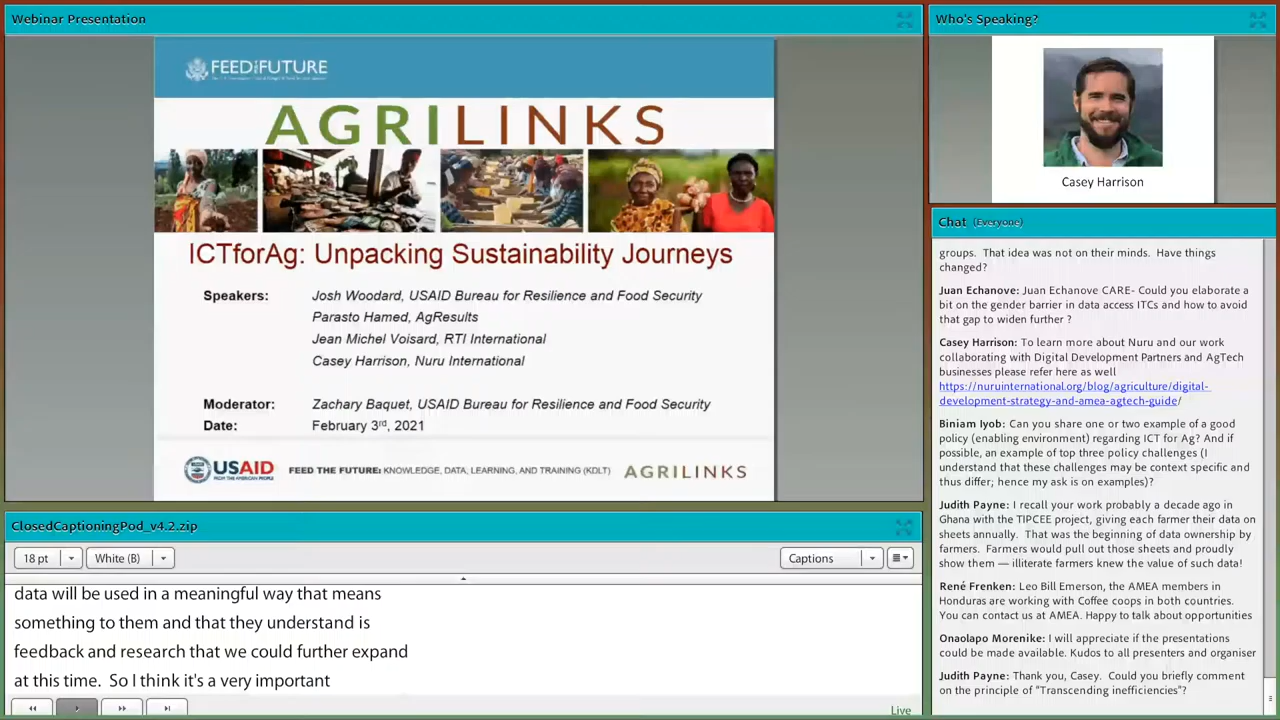 Webinar Presentation
FEED THE FUTURE
AGRILINKS
ICTforAg: Unpacking Sustainability Journeys
Speakers: Josh Woodard, USAID Bureau for Resilience and Food Security
Parasto Hamed, AgResults
Jean Michel Voisard, RTI International
Casey Harrison, Nuru International
Moderator: Zachary Baquet, USAID Bureau for Resilience and Food Security
Date: February 3rd, 2021
USAID
FROM THE AMERICAN PEOPLE
FEED THE FUTURE: KNOWLEDGE, DATA, LEARNING, AND TRAINING (KDLT)
AGRILINKS
ClosedCaptioningPod_v4.2.zip
18 pt
White (B)
Captions
data will be used in a meaningful way that means
something to them and that they understand is
feedback and research that we could further expand
at this time. So I think it's a very important
Live
Who's Speaking?
Casey Harrison
Chat (Everyone)
groups. That idea was not on their minds. Have things
changed?
Juan Echanove: Juan Echanove CARE- Could you elaborate a
bit on the gender barrier in data access ITCs and how to avoid
that gap to widen further ?
Casey Harrison: To learn more about Nuru and our work
collaborating with Digital Development Partners and AgTech
businesses please refer here as well
https://nuruinternational.org/blog/agriculture/digital-
development-strategy-and-amea-agtech-guide/
Biniam Iyob: Can you share one or two example of a good
policy (enabling environment) regarding ICT for Ag? And if
possible, an example of top three policy challenges (I
understand that these challenges may be context specific and
thus differ; hence my ask is on examples)?
Judith Payne: I recall your work probably a decade ago in
Ghana with the TIPCEE project, giving each farmer their data on
sheets annually. That was the beginning of data ownership by
farmers. Farmers would pull out those sheets and proudly
show them — illiterate farmers knew the value of such data!
René Frenken: Leo Bill Emerson, the AMEA members in
Honduras are working with Coffee coops in both countries.
You can contact us at AMEA. Happy to talk about opportunities
Onaolapo Morenike: I will appreciate if the presentations
could be made available. Kudos to all presenters and organiser
Judith Payne: Thank you, Casey. Could you briefly comment
on the principle of "Transcending inefficiencies"?